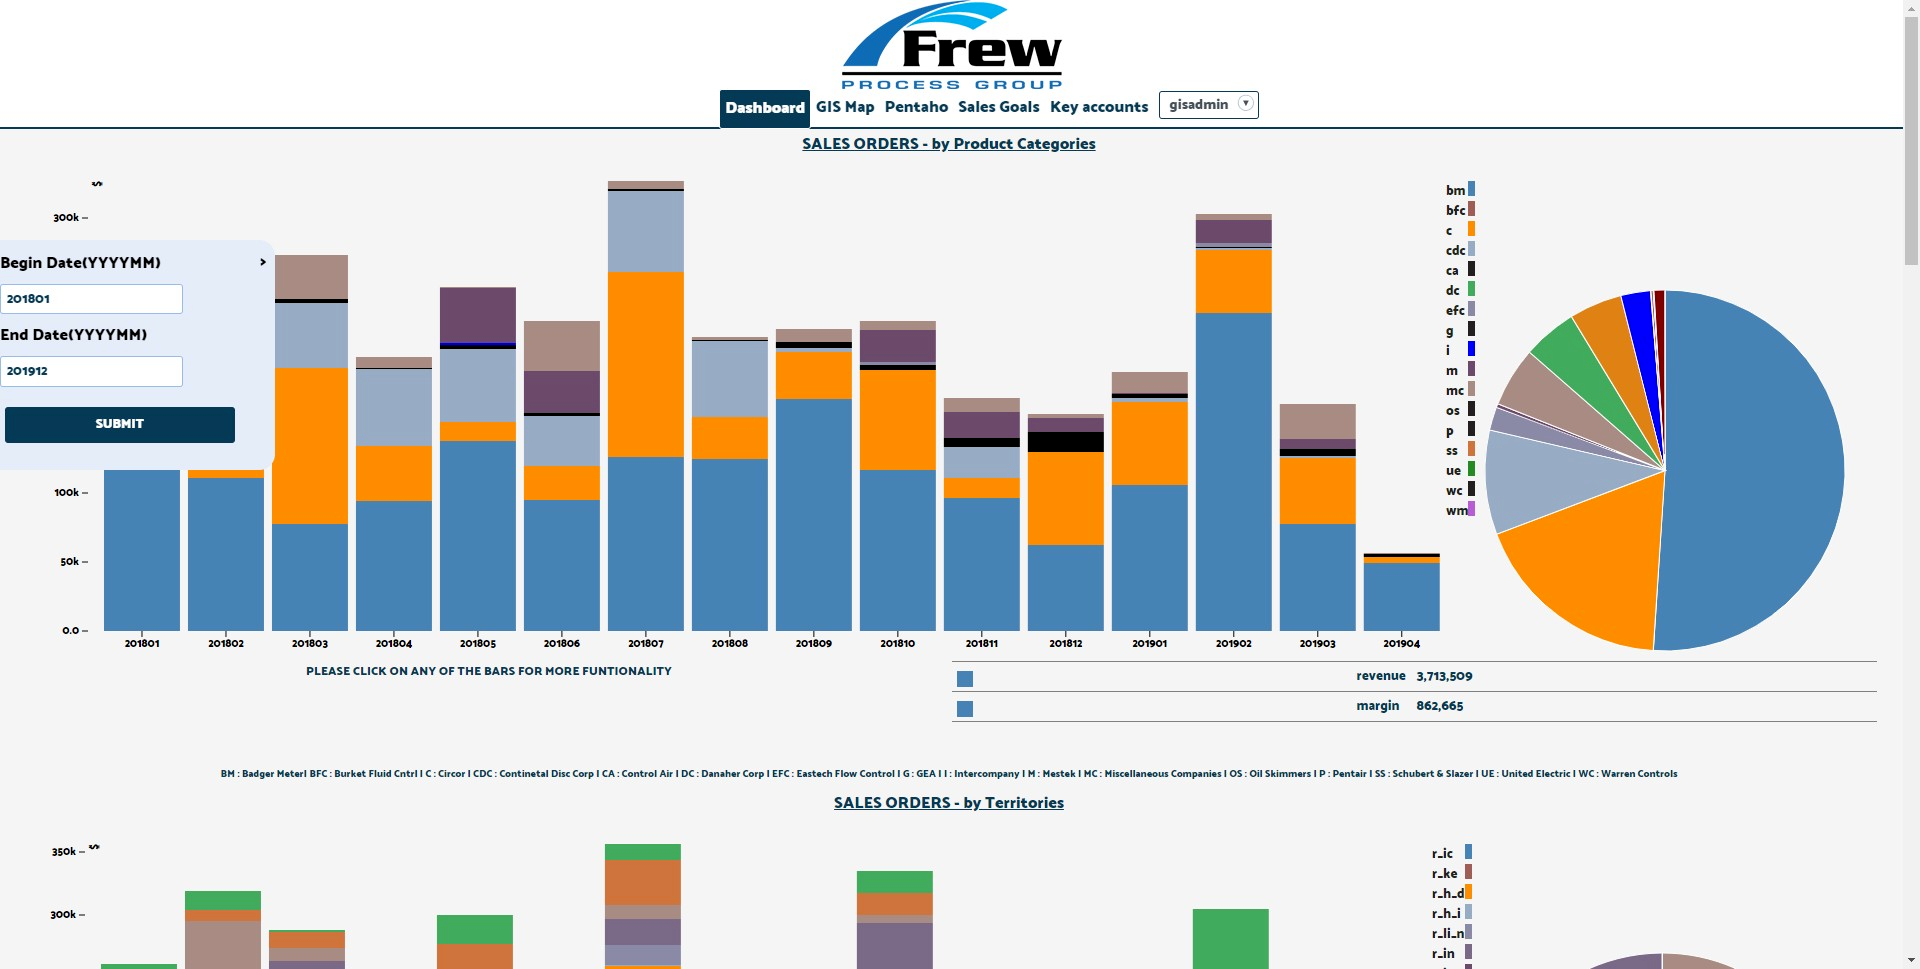 Frew
PROCESS GROUP
Dashboard GIS Map Pentaho Sales Goals Key accounts gisadmin
SALES ORDERS - by Product Categories
$
300k
Begin Date(YYYYMM) >
201801
End Date(YYYYMM)
201912
SUBMIT
100k
50k
0.0
201801 201802 201803 201804 201805 201806 201807 201808 201809 201810 201811 201812 201901 201902 201903 201904
bm
bfc
c
cdc
ca
dc
efc
g
i
m
mc
os
p
ss
ue
wc
wm
PLEASE CLICK ON ANY OF THE BARS FOR MORE FUNTIONALITY
revenue 3,713,509
margin 862,665
BM : Badger Meter| BFC : Burket Fluid Cntrl | C : Circor | CDC : Continetal Disc Corp | CA : Control Air | DC : Danaher Corp | EFC : Eastech Flow Control | G : GEA | I : Intercompany | M : Mestek | MC : Miscellaneous Companies | OS : Oil Skimmers | P : Pentair | SS : Schubert & Slazer | UE : United Electric | WC : Warren Controls
SALES ORDERS - by Territories
350k $
300k
r_ic
r_ke
r_h_d
r_h_i
r_li_n
r_in